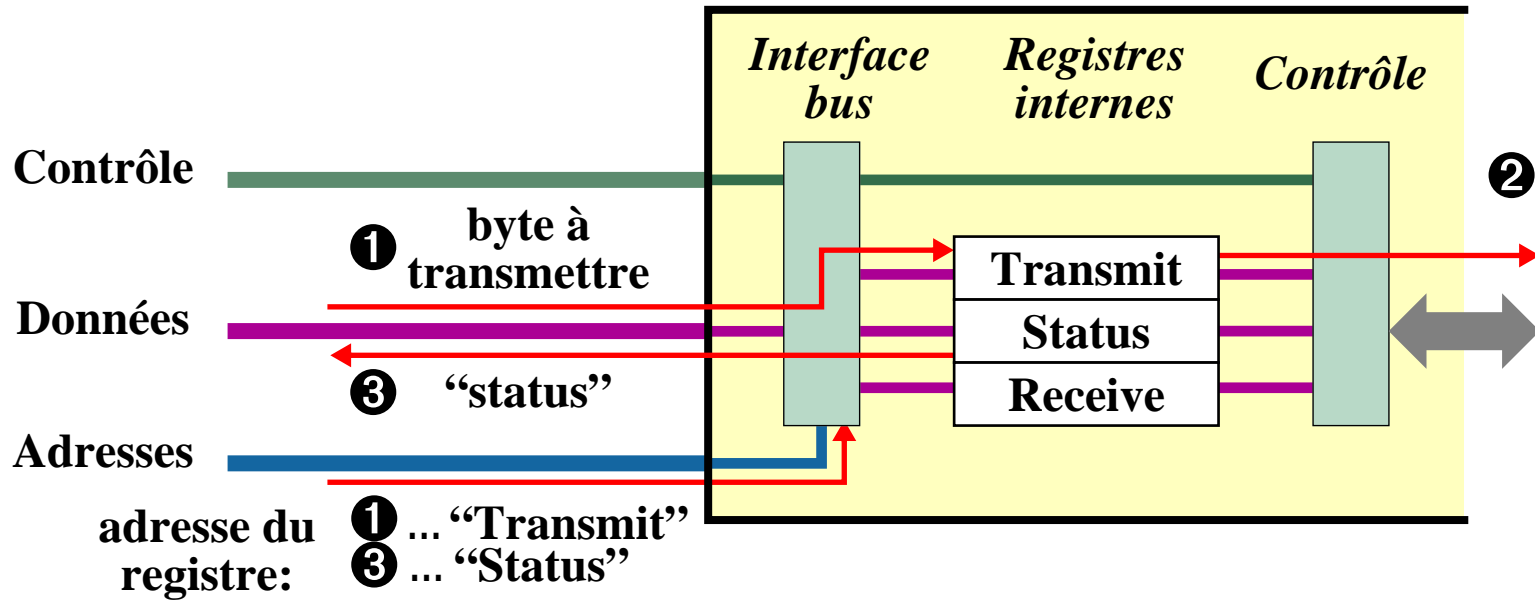 Interface
bus
Registres
internes
Contrôle
Contrôle
❷
❶ byte à
transmettre
Transmit
Données
Status
❸ “status”
Receive
Adresses
adresse du
registre:
❶ ... “Transmit”
❸ ... “Status”